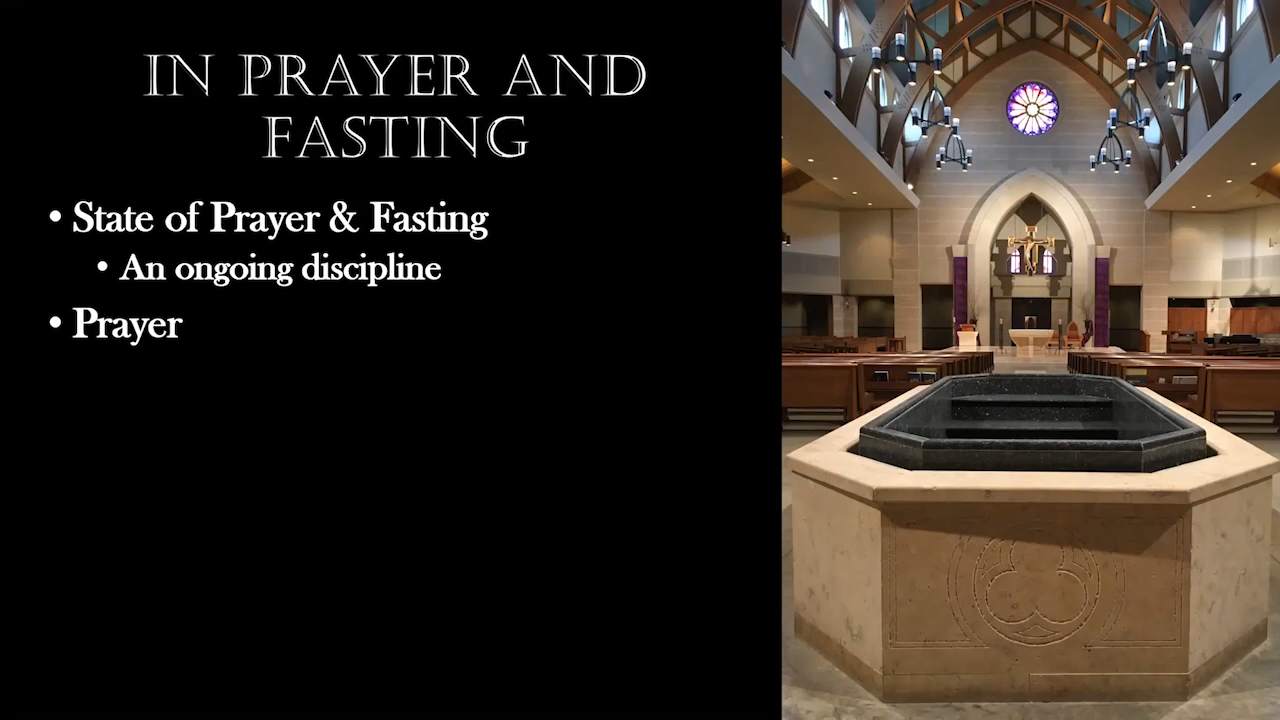 IN PRAYER AND
FASTING
• State of Prayer & Fasting
• An ongoing discipline
• Prayer